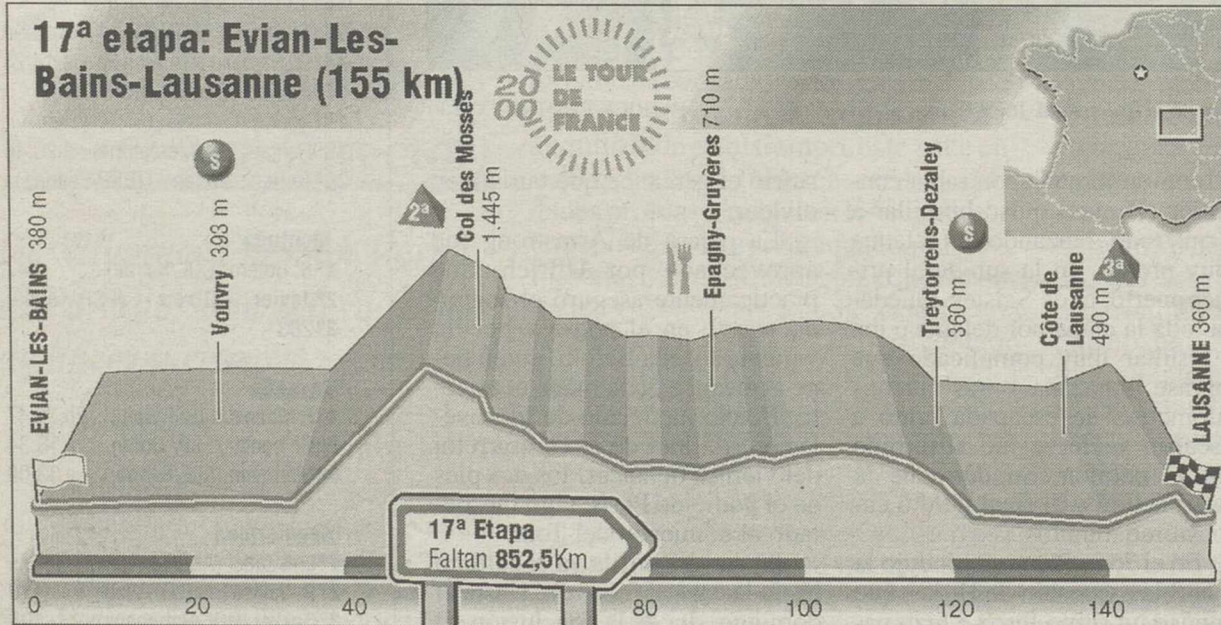 17ª etapa: Evian-Les-
Bains-Lausanne (155 km)
20
00
LE TOUR
DE
FRANCE
EVIAN-LES-BAINS 380 m
S
Vouvry 393 m
2ª
Col des Mosses
1.445 m
Epagny-Gruyères 710 m
S
Treytorrens-Dezaley
360 m
3ª
Côte de
Lausanne
490 m
LAUSANNE 360 m
17ª Etapa
Faltan 852,5Km
0
20
40
80
100
120
140